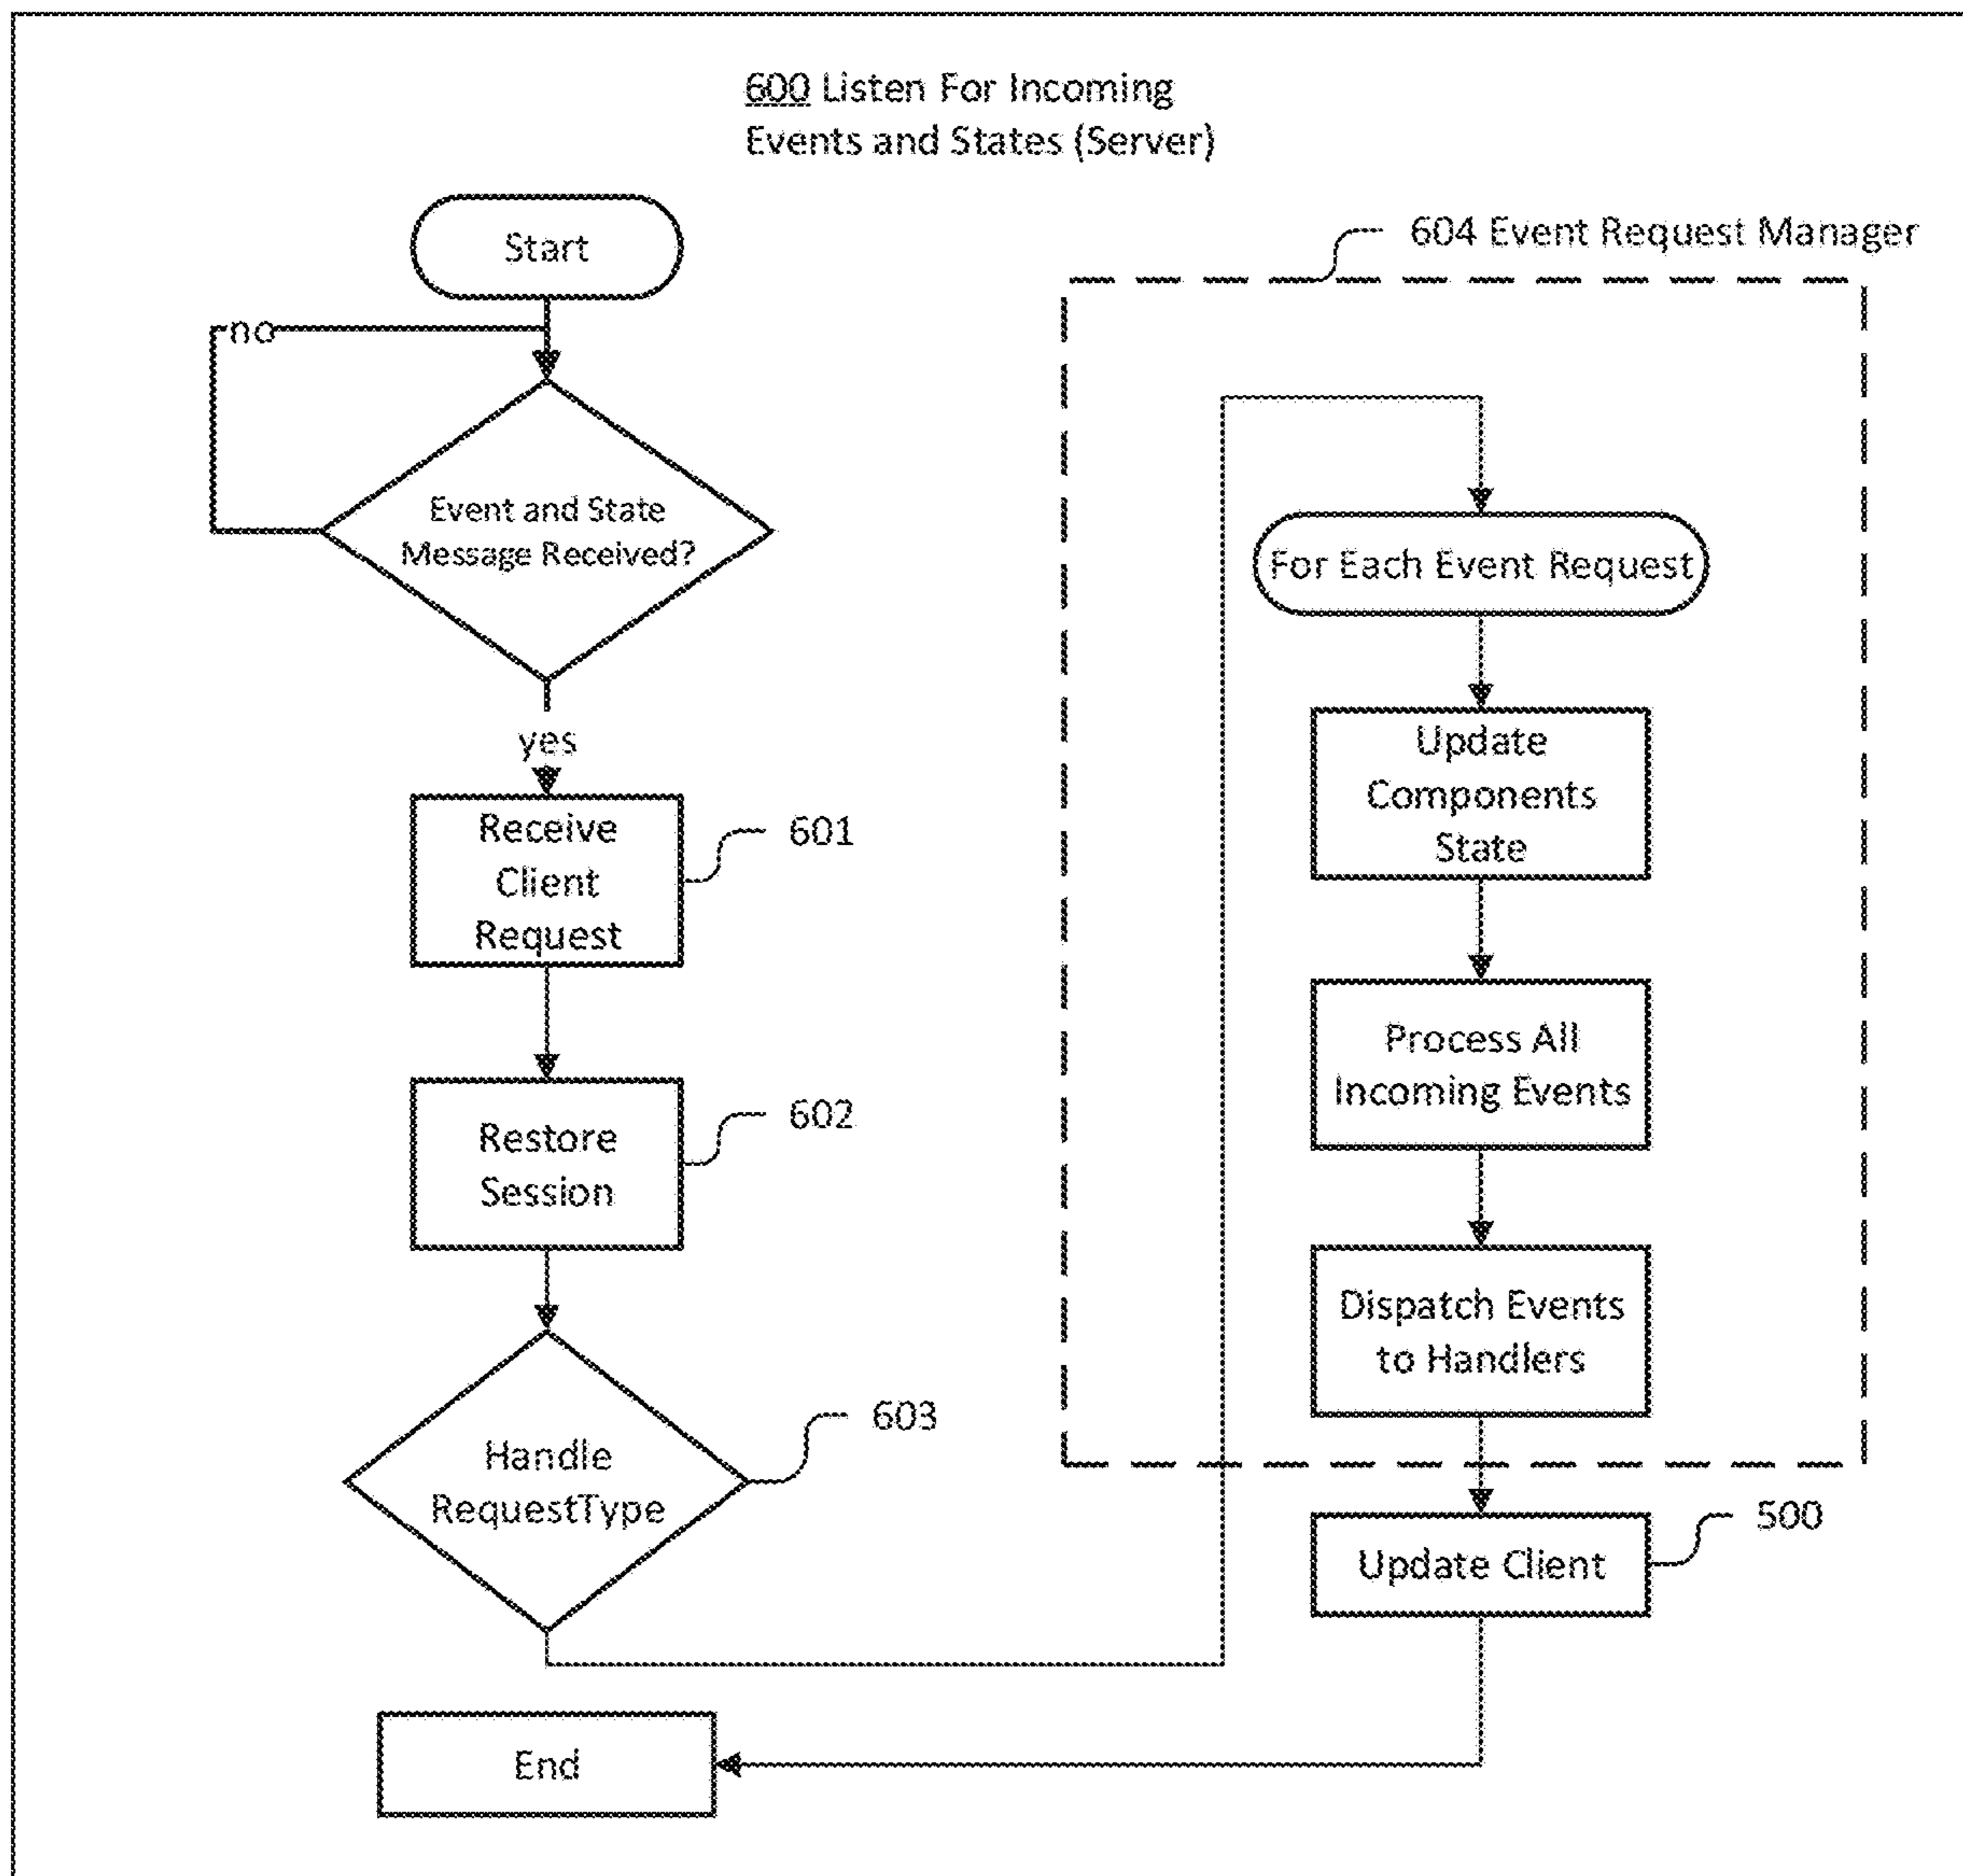 600 Listen For Incoming
Events and States (Server)
Start
no
Event and State
Message Received?
yes
Receive
Client
Request
601
Restore
Session
602
Handle
RequestType
603
End
604 Event Request Manager
For Each Event Request
Update
Components
State
Process All
Incoming Events
Dispatch Events
to Handlers
Update Client
500